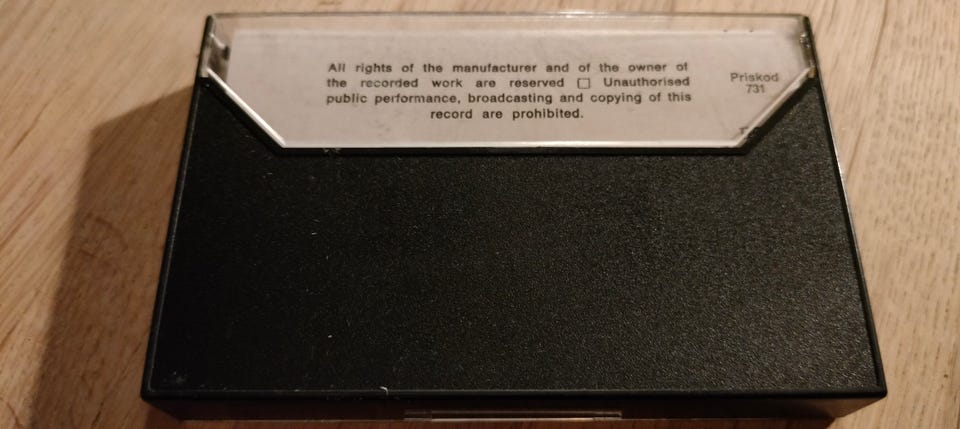 All rights of the manufacturer and of the owner of
the recorded work are reserved □ Unauthorised
public performance, broadcasting and copying of this
record are prohibited.
Priskod
731